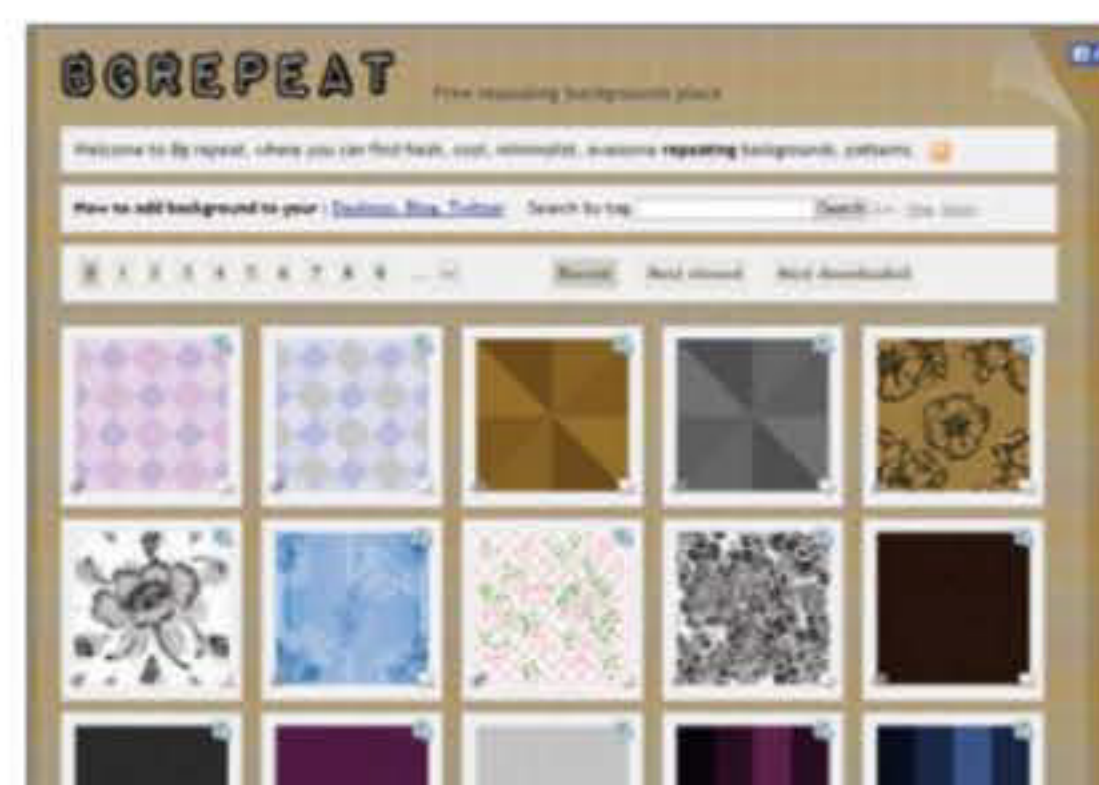 BGREPEAT
Free repeating backgrounds place
Welcome to Bg repeat, where you can find fresh, cool, minimalist, awesome repeating backgrounds, patterns.
How to add background to your : Desktop, Blog, Twitter Search by tag Search
0 1 2 3 4 5 6 7 8 9 ... >> Recent Most viewed Most downloaded